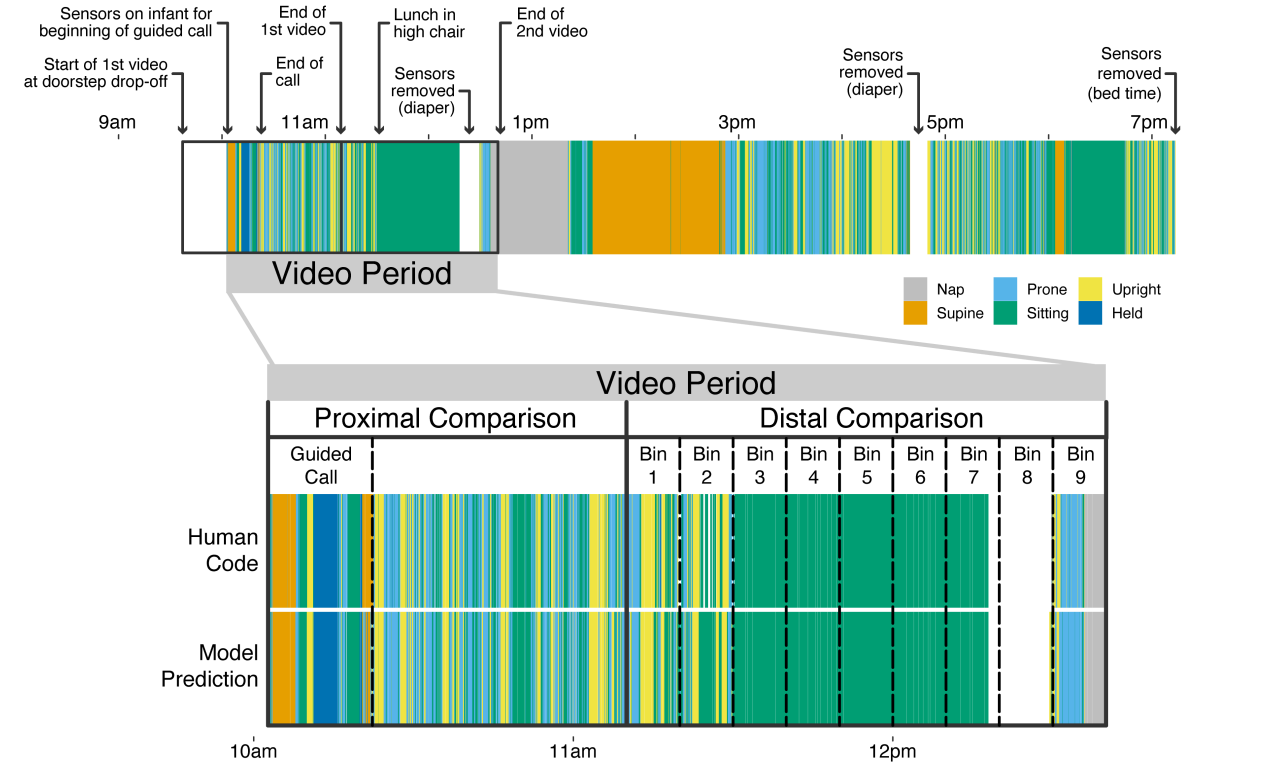 Sensors on infant for
beginning of guided call
End of
1st video
Lunch in
high chair
End of
2nd video
Start of 1st video
at doorstep drop-off
End of
call
Sensors
removed
(diaper)
Sensors
removed
(diaper)
Sensors
removed
(bed time)
9am
11am
1pm
3pm
5pm
7pm
Video Period
Nap
Prone
Upright
Supine
Sitting
Held
Video Period
Proximal Comparison
Distal Comparison
Guided
Call
Bin
1
Bin
2
Bin
3
Bin
4
Bin
5
Bin
6
Bin
7
Bin
8
Bin
9
Human
Code
Model
Prediction
10am
11am
12pm